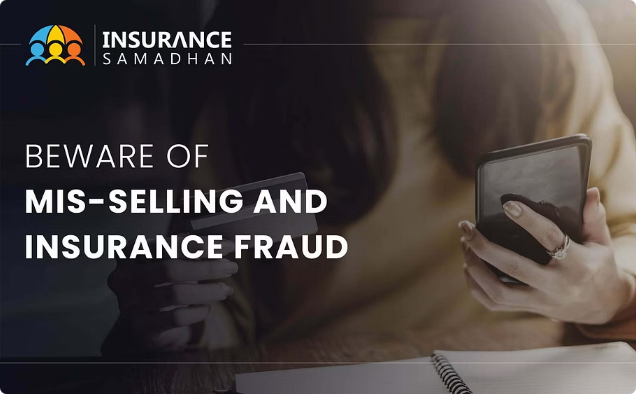 INSURANCE
SAMADHAN
BEWARE OF
MIS-SELLING AND
INSURANCE FRAUD